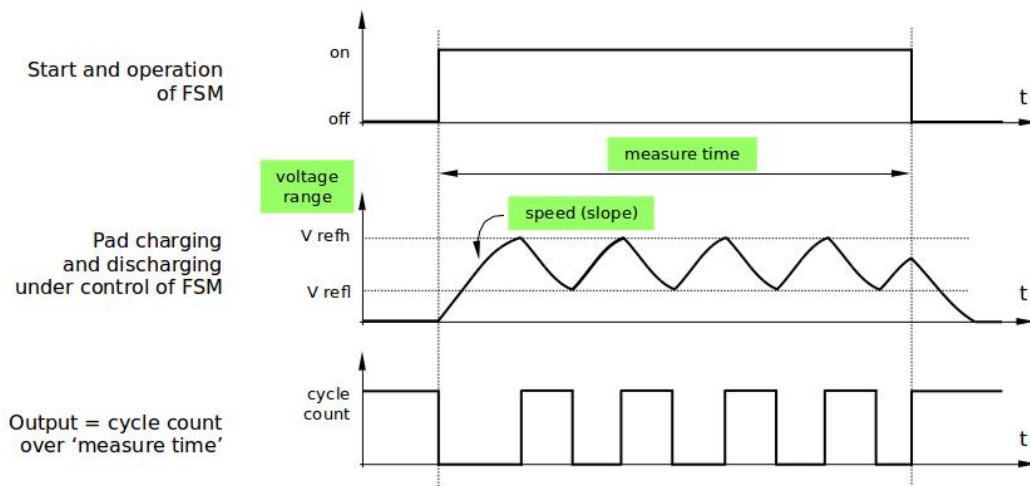 on
Start and operation
of FSM
off
t
measure time
voltage
range
speed (slope)
V refh
Pad charging
and discharging
under control of FSM
V refl
t
cycle
count
Output = cycle count
over ‘measure time’
t